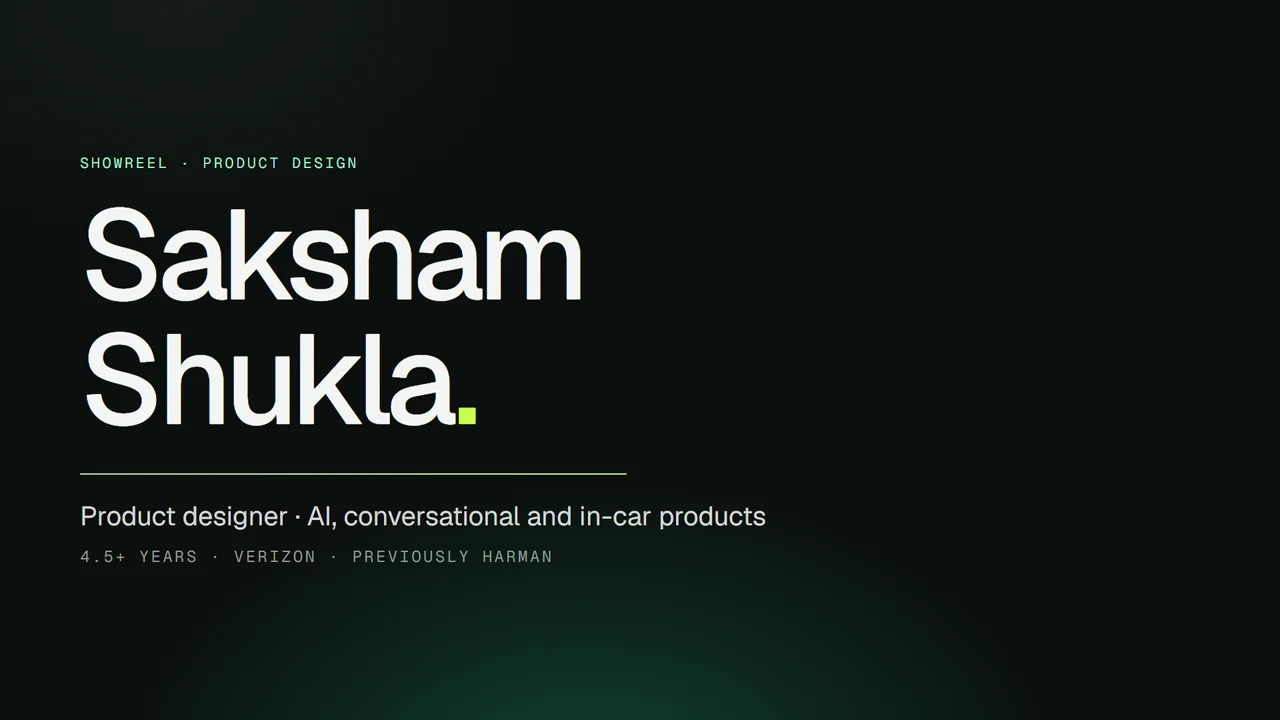 SHOWREEL · PRODUCT DESIGN
Saksham
Shukla.
Product designer · AI, conversational and in-car products
4.5+ YEARS · VERIZON · PREVIOUSLY HARMAN